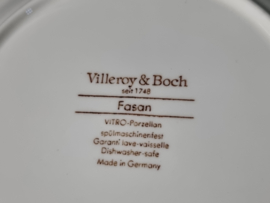 Villeroy & Boch
seit 1748
Fasan
VITRO-Porzellan
spülmaschinenfest
Garanti lave-vaisselle
Dishwasher-safe
Made in Germany